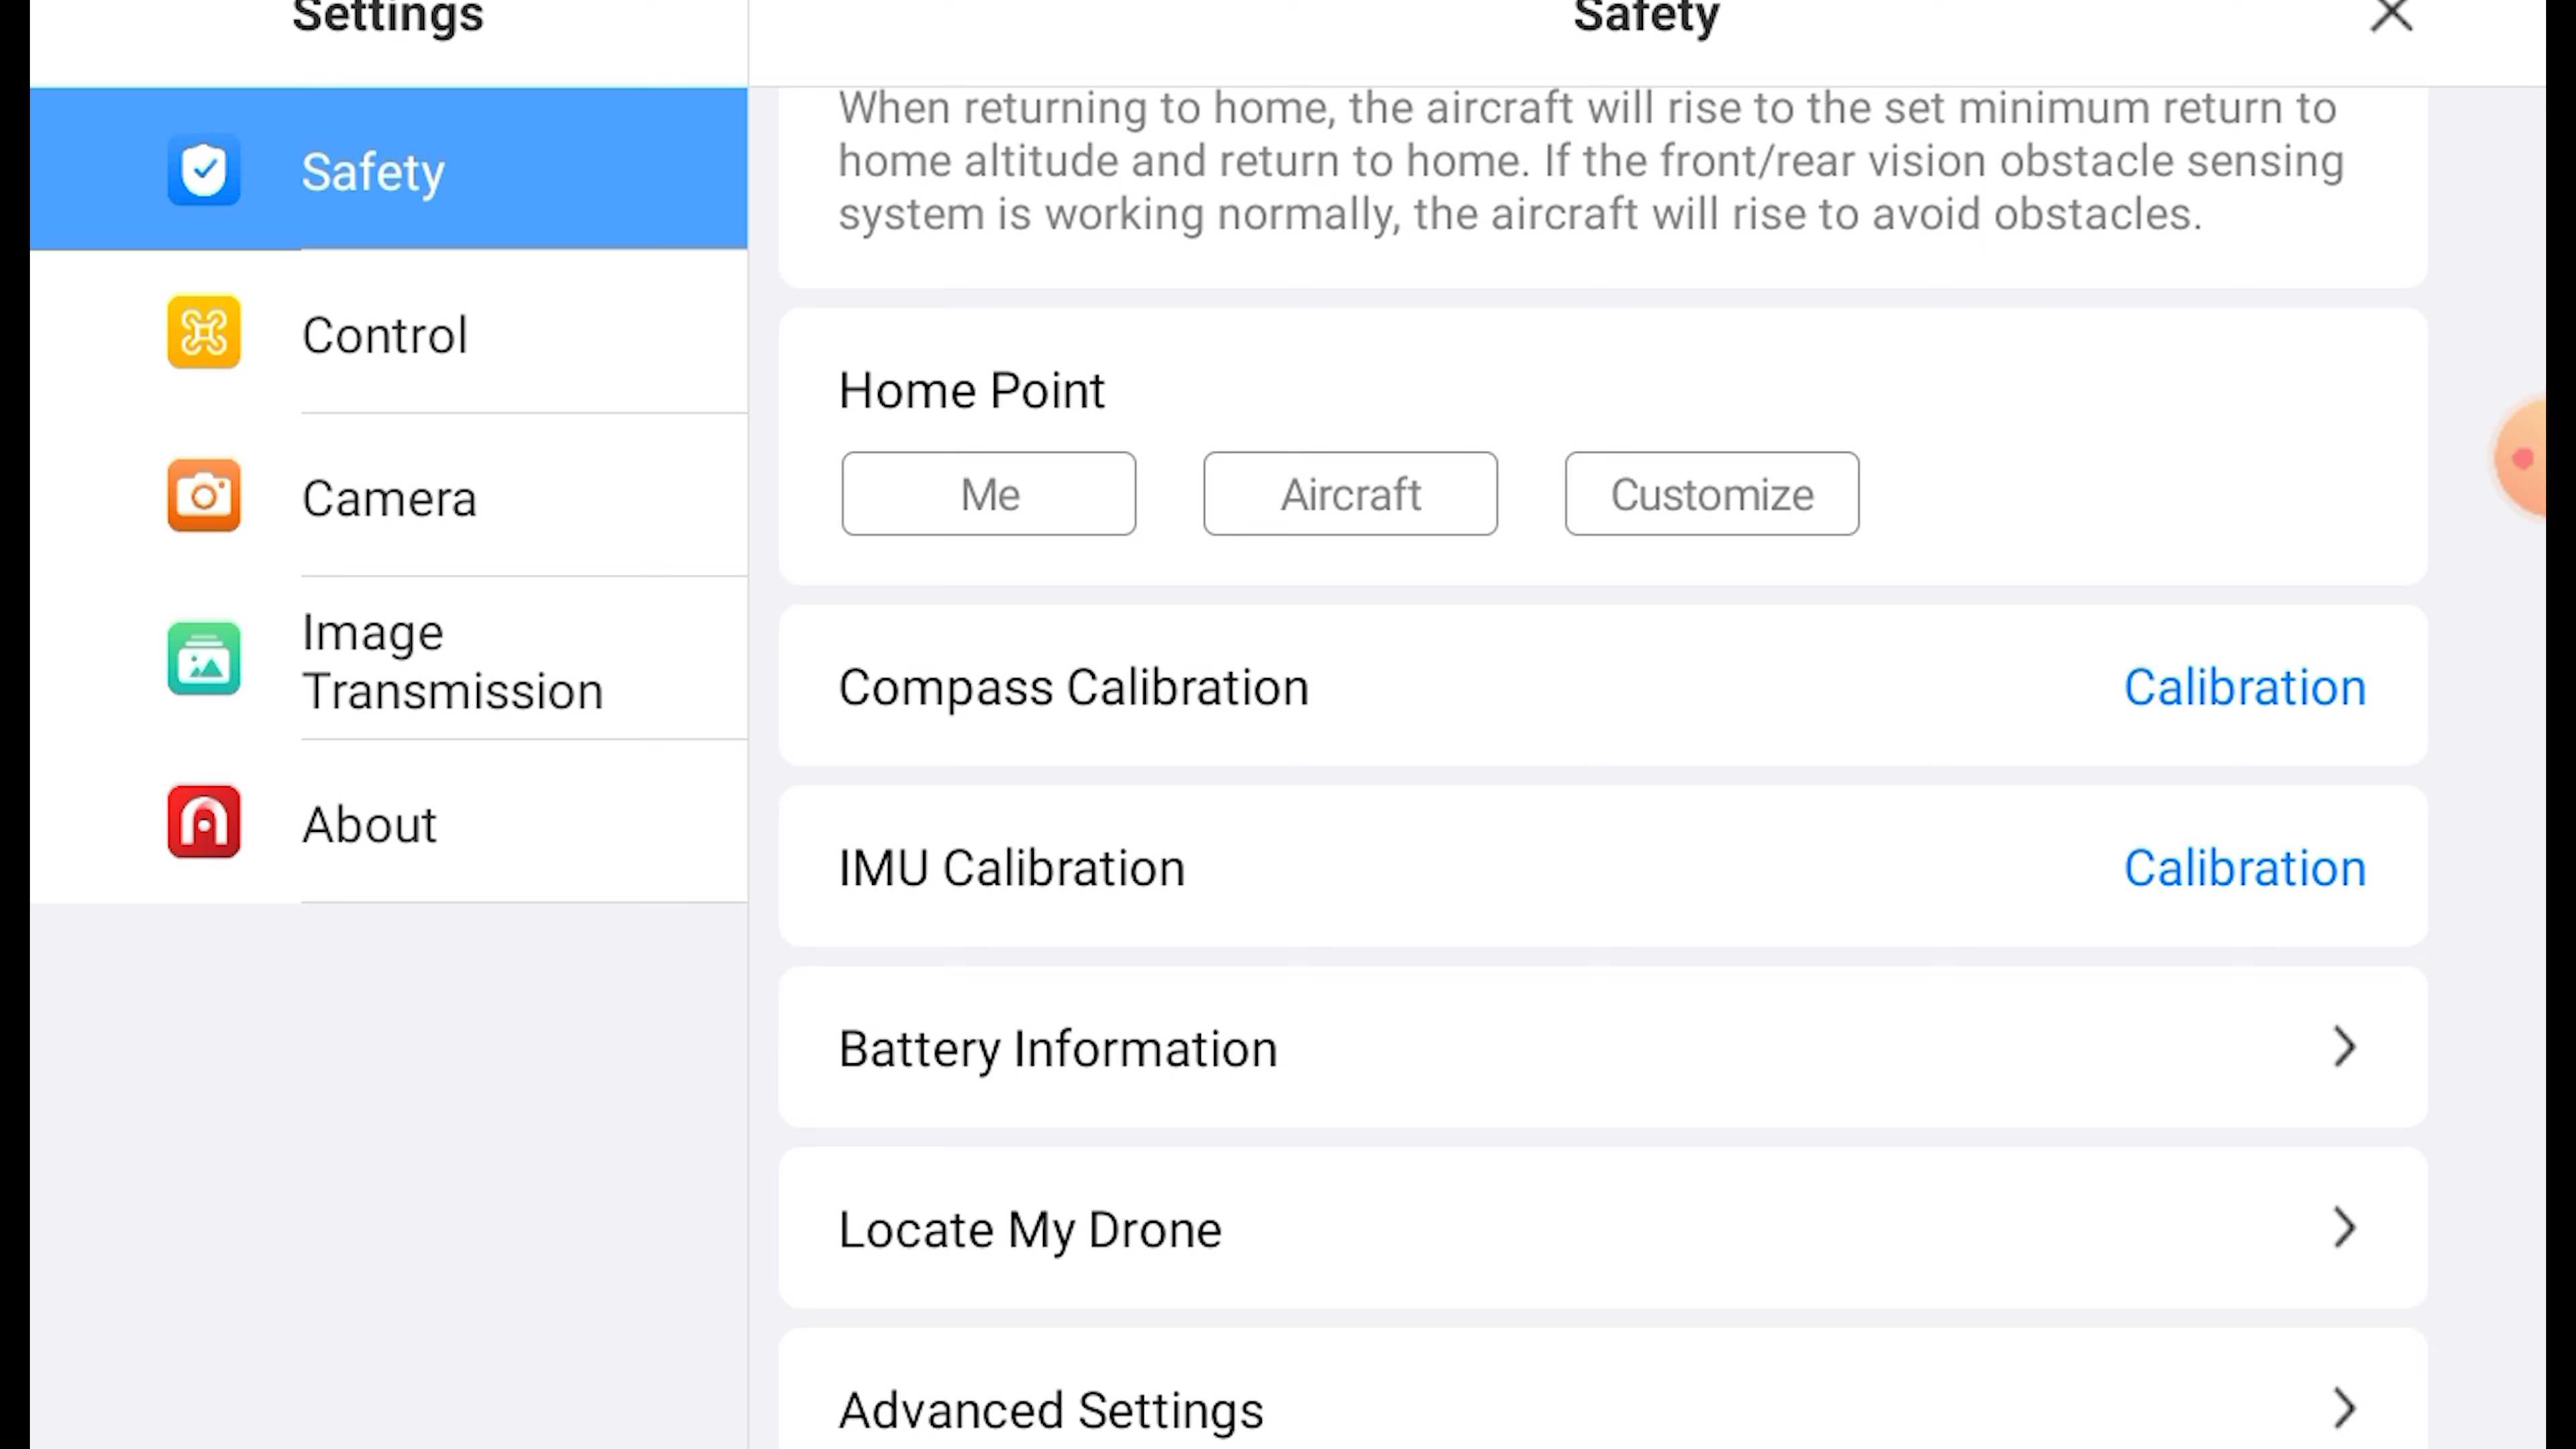 Settings
Safety
Safety
Control
Camera
Image
Transmission
About
When returning to home, the aircraft will rise to the set minimum return to
home altitude and return to home. If the front/rear vision obstacle sensing
system is working normally, the aircraft will rise to avoid obstacles.
Home Point
Me
Aircraft
Customize
Compass Calibration
Calibration
IMU Calibration
Calibration
Battery Information
Locate My Drone
Advanced Settings